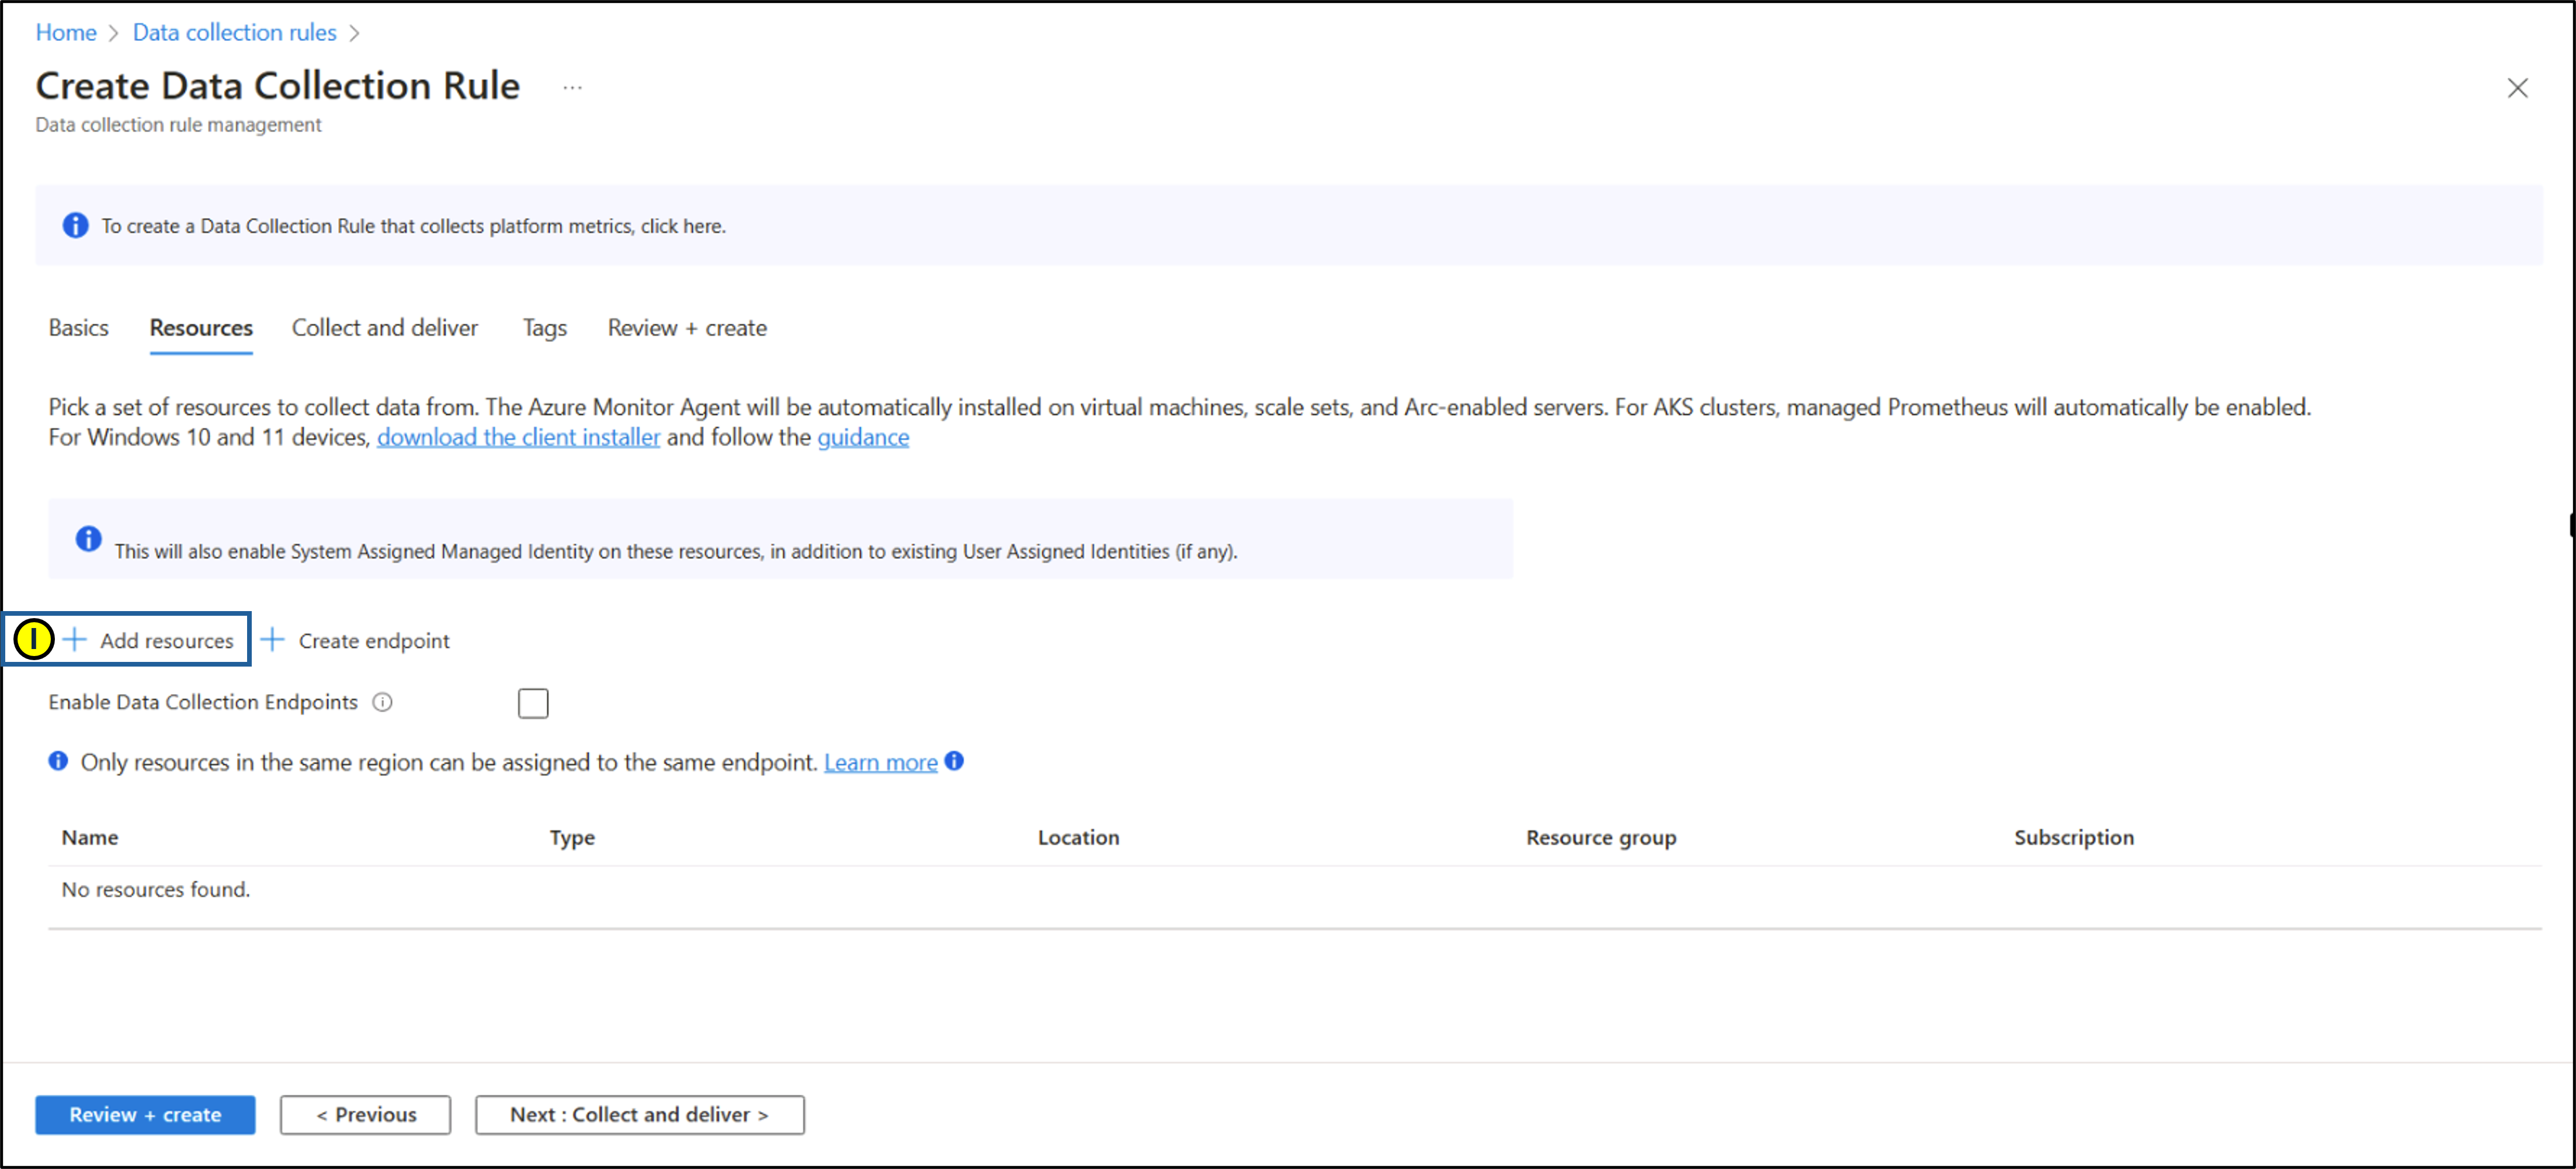 Home > Data collection rules >
Create Data Collection Rule ...
Data collection rule management
To create a Data Collection Rule that collects platform metrics, click here.
Basics Resources Collect and deliver Tags Review + create
Pick a set of resources to collect data from. The Azure Monitor Agent will be automatically installed on virtual machines, scale sets, and Arc-enabled servers. For AKS clusters, managed Prometheus will automatically be enabled.
For Windows 10 and 11 devices, download the client installer and follow the guidance
This will also enable System Assigned Managed Identity on these resources, in addition to existing User Assigned Identities (if any).
I + Add resources + Create endpoint
Enable Data Collection Endpoints
Only resources in the same region can be assigned to the same endpoint. Learn more
Name Type Location Resource group Subscription
No resources found.
Review + create < Previous Next : Collect and deliver >